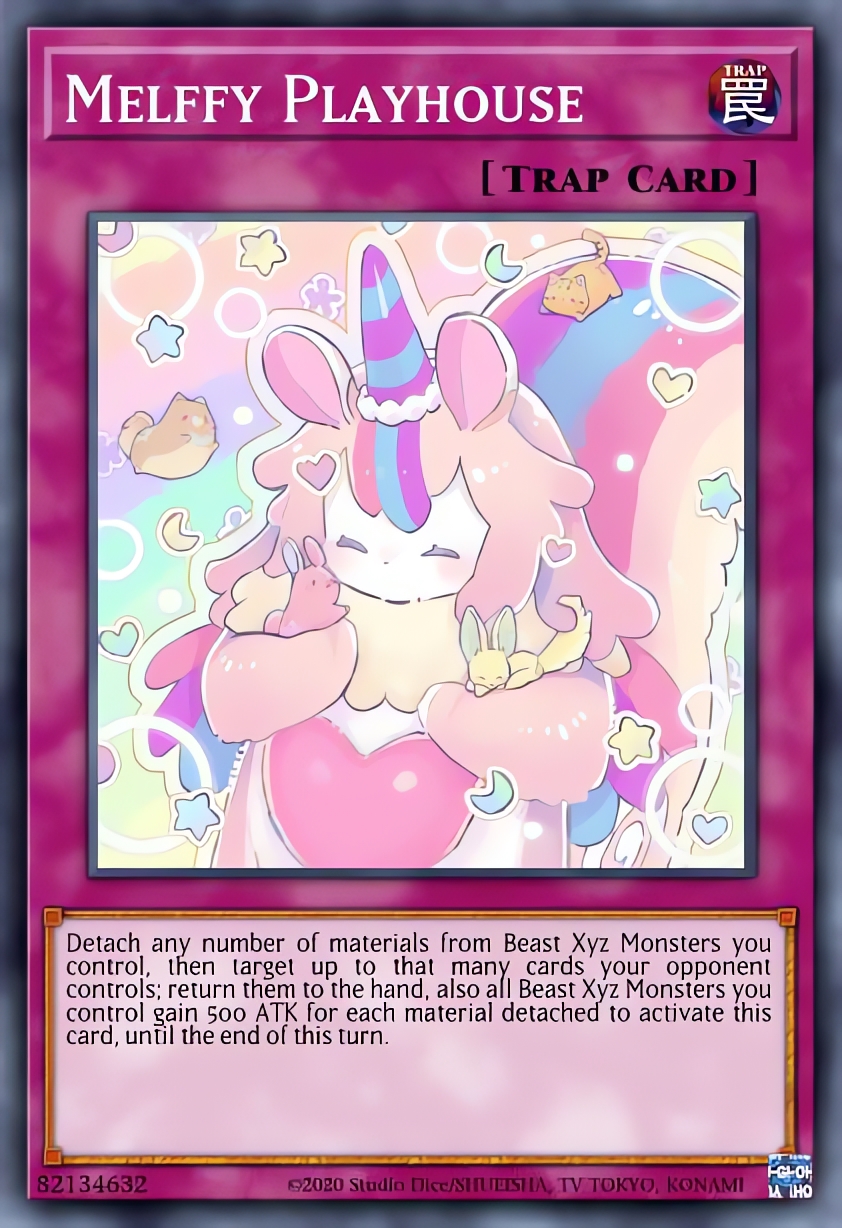 Melffy Playhouse
TRAP
罠
[Trap Card]
Detach any number of materials from Beast Xyz Monsters you
control, then target up to that many cards your opponent
controls; return them to the hand, also all Beast Xyz Monsters you
control gain 500 ATK for each material detached to activate this
card, until the end of this turn.
82134632
©2020 Studio Dice/SHUEISHA, TV TOKYO, KONAMI